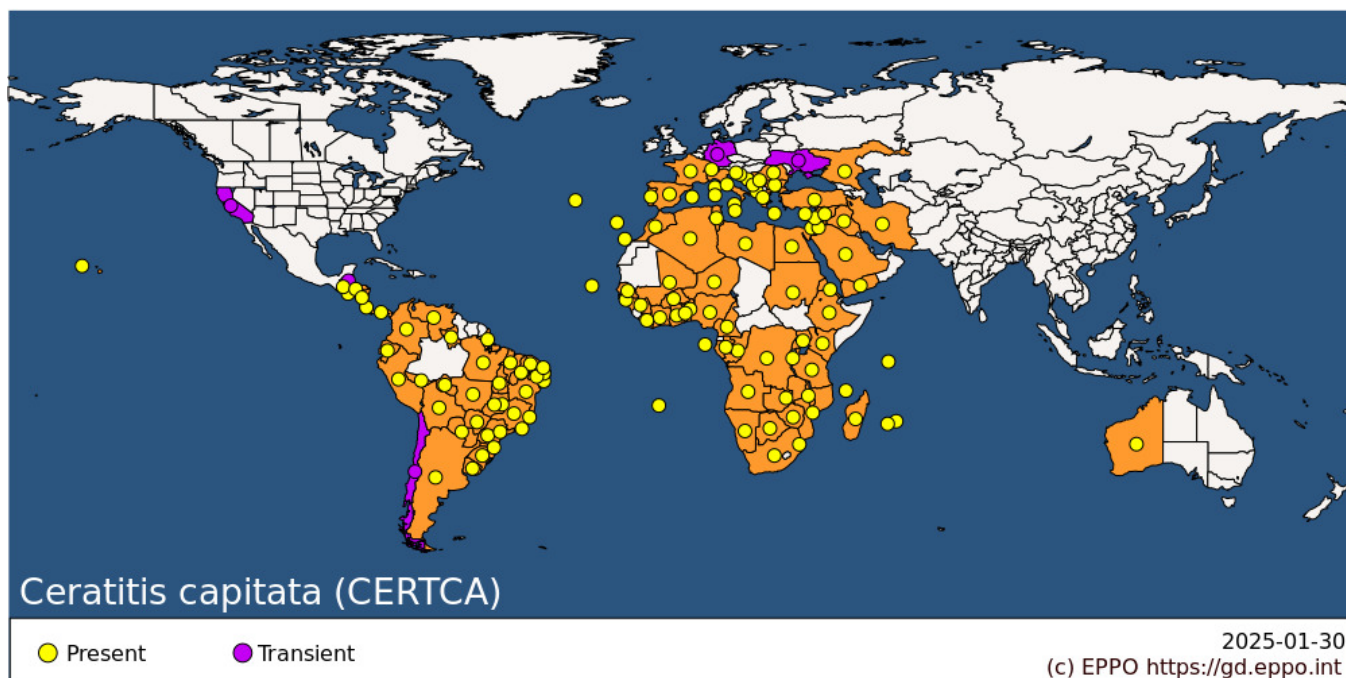 Ceratitis capitata (CERTCA)
Present
Transient
2025-01-30
(c) EPPO https://gd.eppo.int